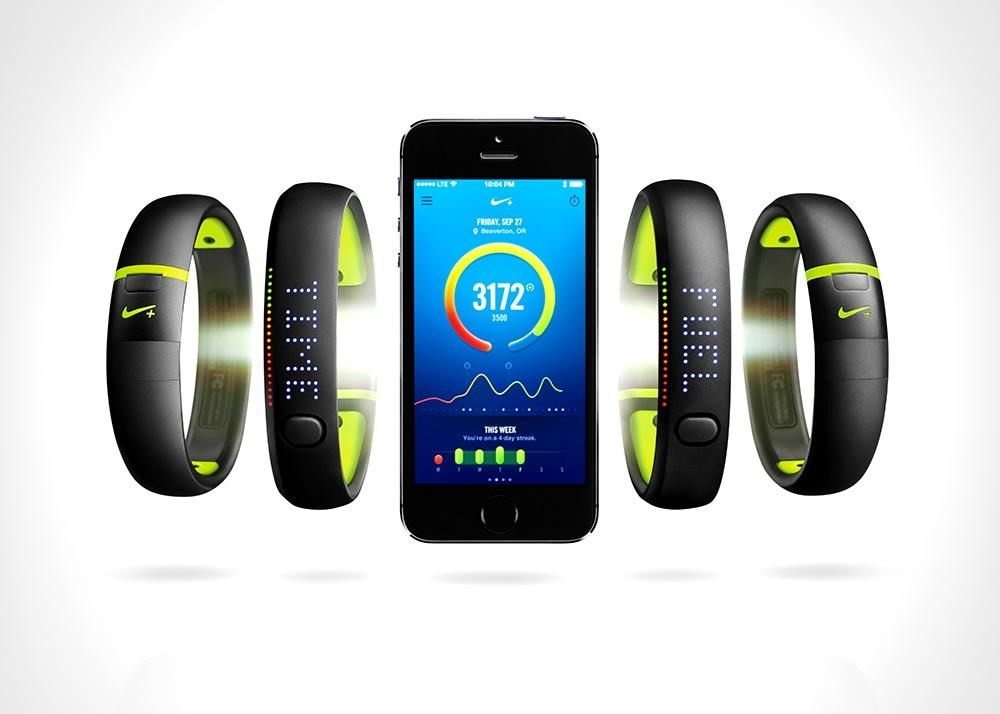 TIME
LTE 10:04 PM
FRIDAY, SEP 27
Beaverton, OR
3172
3500
THIS WEEK
You're on a 4-day streak.
M T W T F S S
FUEL